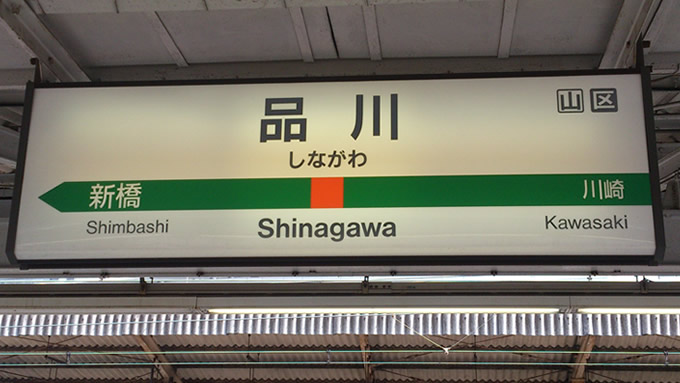 品川
山 区
しながわ
新橋
川崎
Shimbashi
Shinagawa
Kawasaki